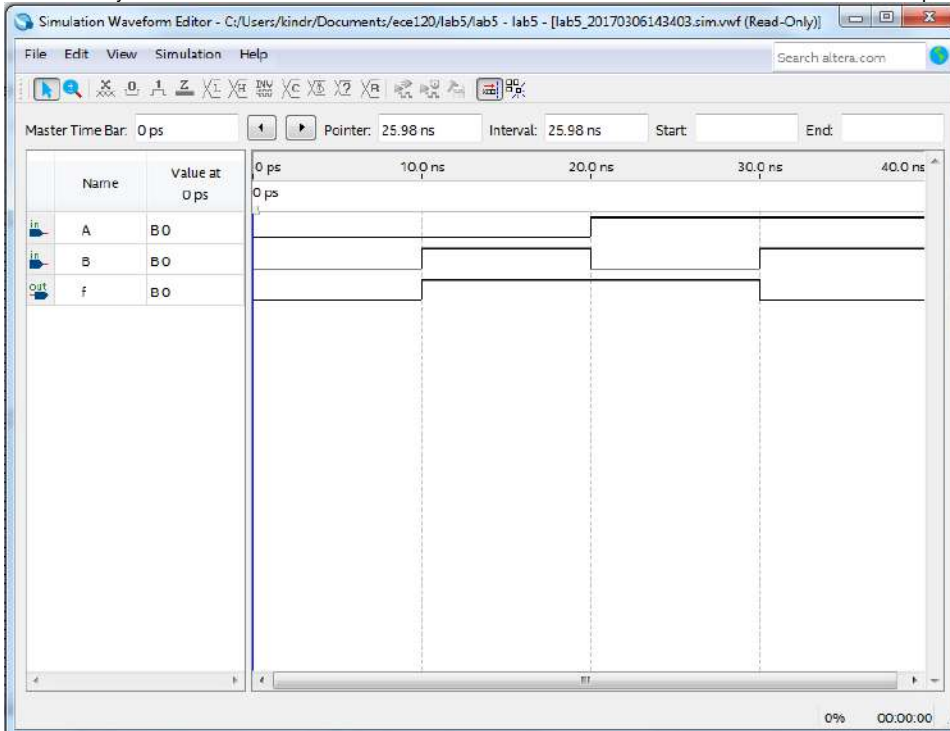 Simulation Waveform Editor - C:/Users/kindr/Documents/ece120/lab5/lab5 - lab5 - [lab5_20170306143403.sim.vwf (Read-Only)]
File Edit View Simulation Help
Search altera.com
Master Time Bar: 0 ps Pointer: 25.98 ns Interval: 25.98 ns Start: End:
Name Value at 0 ps
0 ps 10.0 ns 20.0 ns 30.0 ns 40.0 ns
0 ps
in A B 0
in B B 0
out f B 0
0% 00:00:00